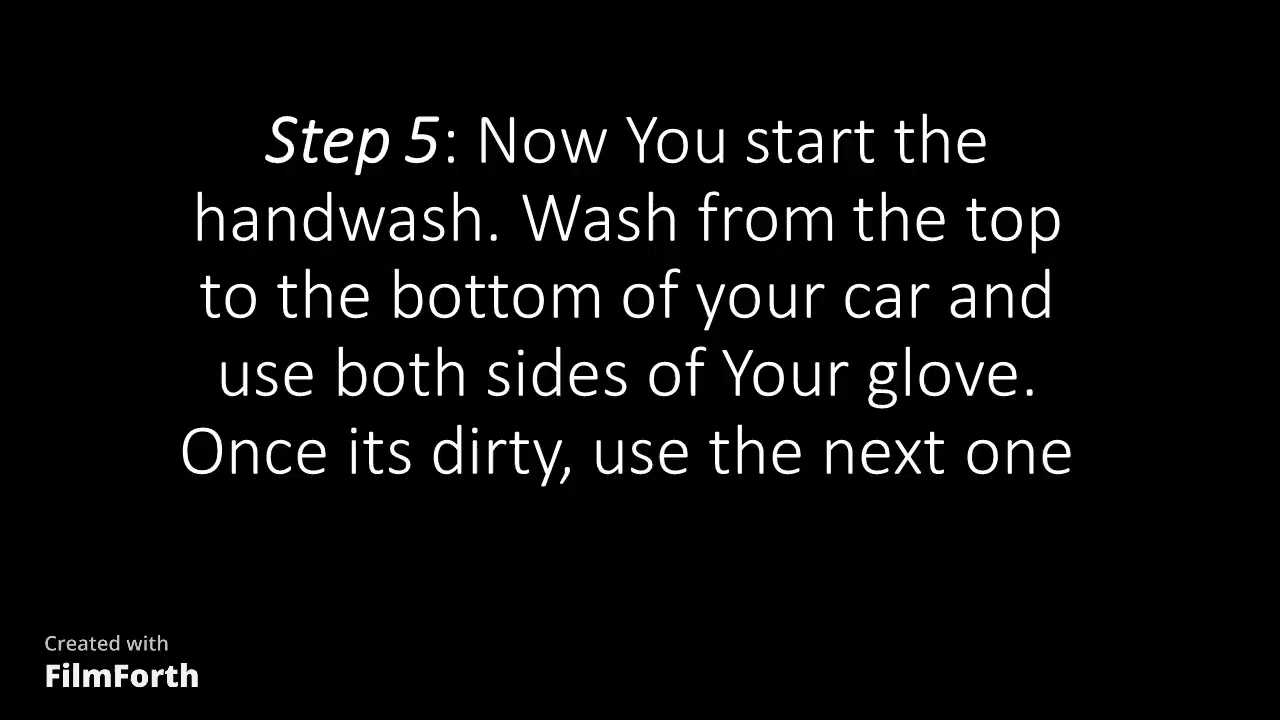 Step 5: Now You start the
handwash. Wash from the top
to the bottom of your car and
use both sides of Your glove.
Once its dirty, use the next one
Created with
FilmForth